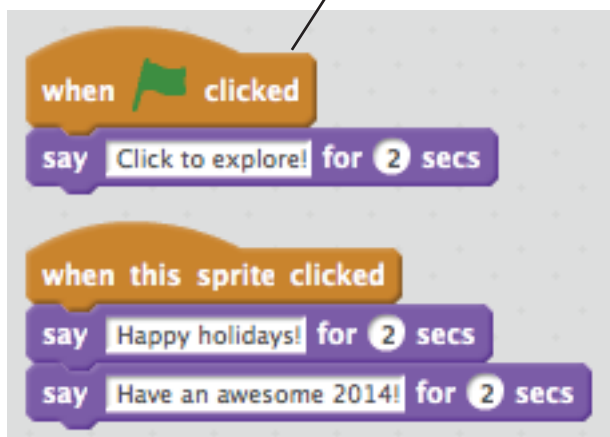 when clicked
say Click to explore! for 2 secs
when this sprite clicked
say Happy holidays! for 2 secs
say Have an awesome 2014! for 2 secs